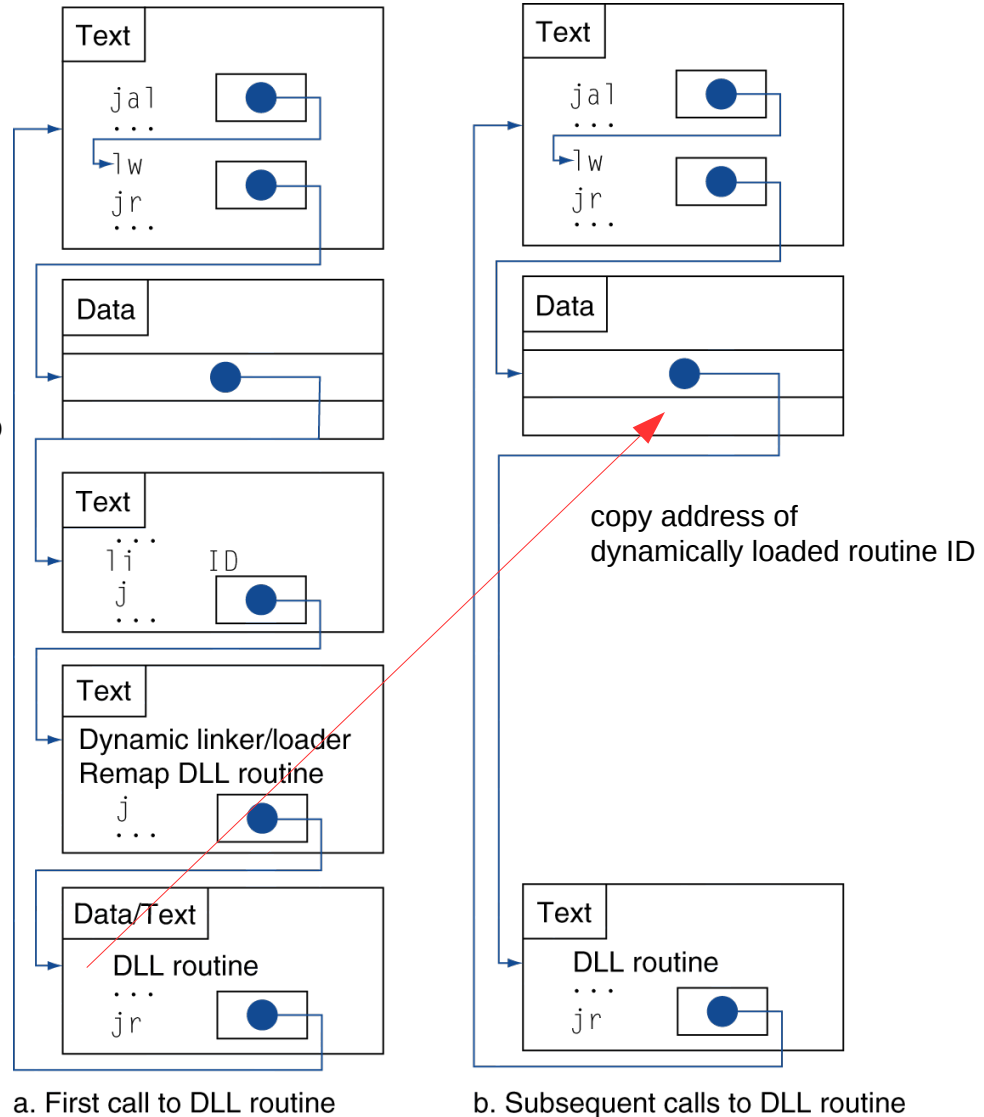 Text
jal
...
lw
jr
...
Data
Text
...
li ID
j
...
Text
Dynamic linker/loader
Remap DLL routine
j
...
Data/Text
DLL routine
...
jr
a. First call to DLL routine
Text
jal
...
lw
jr
...
Data
copy address of
dynamically loaded routine ID
Text
DLL routine
...
jr
b. Subsequent calls to DLL routine